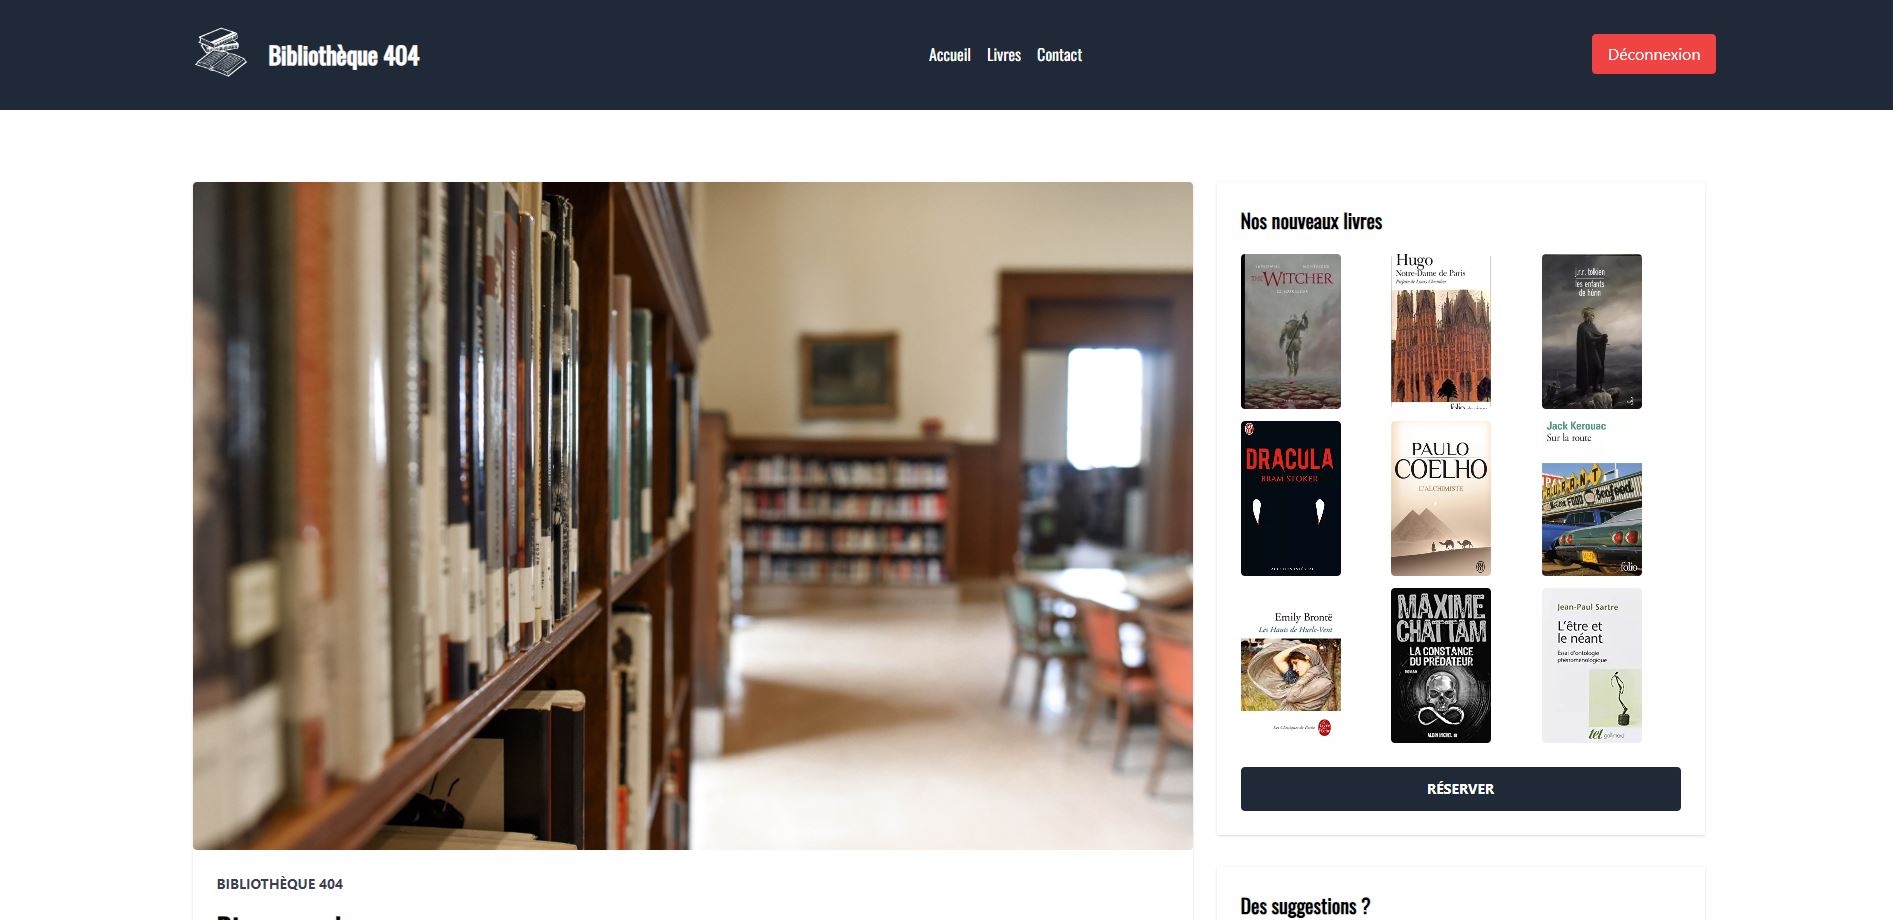 Bibliothèque 404
Accueil Livres Contact
Déconnexion
Nos nouveaux livres
THE WITCHER
Hugo
Notre-Dame de Paris
j.r.r. tolkien
les enfants
de húrin
DRACULA
BRAM STOKER
PAULO
COELHO
L'ALCHIMISTE
Jack Kerouac
Sur la route
folio
Emily Brontë
Les Hauts de Hurle-Vent
MAXIME
CHATTAM
LA CONSTANCE
DU PRÉDATEUR
ALBIN MICHEL
Jean-Paul Sartre
L'être et
le néant
Essai d'ontologie
phénoménologique
tel gallimard
RÉSERVER
BIBLIOTHÈQUE 404
Des suggestions ?